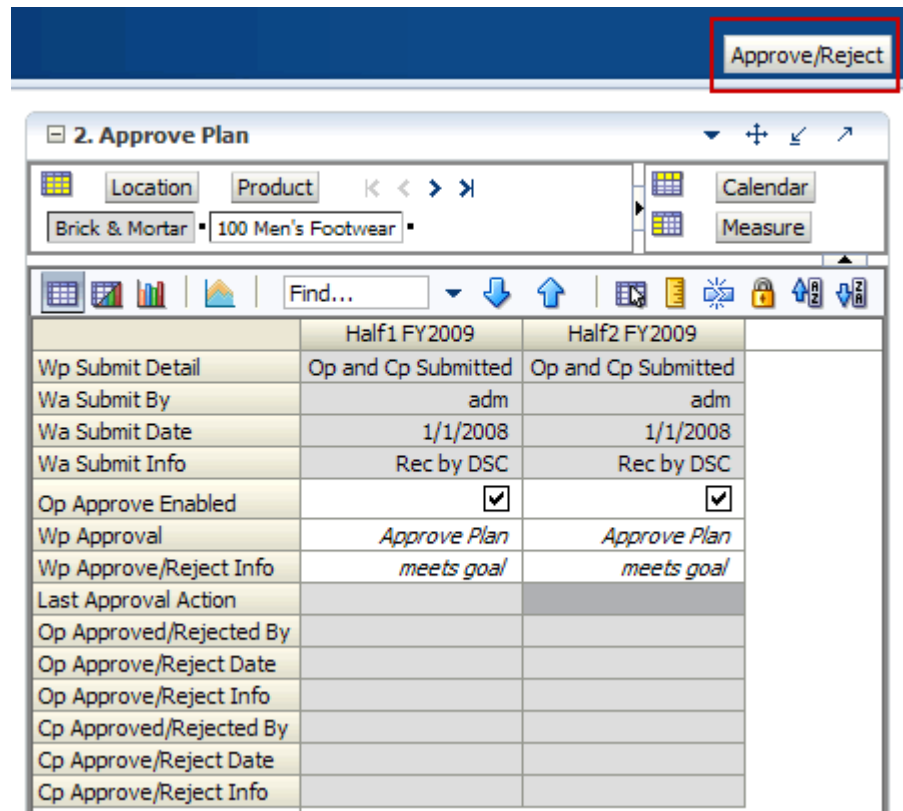 Approve/Reject
2. Approve Plan
Location Product Calendar
Brick & Mortar 100 Men's Footwear Measure
Find...
Half1 FY2009 Half2 FY2009
Wp Submit Detail Op and Cp Submitted Op and Cp Submitted
Wa Submit By adm adm
Wa Submit Date 1/1/2008 1/1/2008
Wa Submit Info Rec by DSC Rec by DSC
Op Approve Enabled
Wp Approval Approve Plan Approve Plan
Wp Approve/Reject Info meets goal meets goal
Last Approval Action
Op Approved/Rejected By
Op Approve/Reject Date
Op Approve/Reject Info
Cp Approved/Rejected By
Cp Approve/Reject Date
Cp Approve/Reject Info